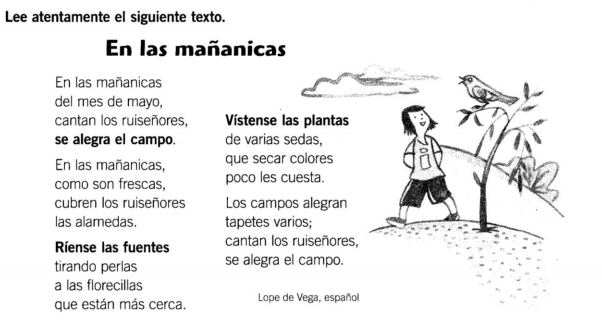 Lee atentamente el siguiente texto.
En las mañanicas
En las mañanicas
del mes de mayo,
cantan los ruiseñores,
se alegra el campo.
En las mañanicas,
como son frescas,
cubren los ruiseñores
las alamedas.
Ríense las fuentes
tirando perlas
a las florecillas
que están más cerca.
Vístense las plantas
de varias sedas,
que secar colores
poco les cuesta.
Los campos alegran
tapetes varios;
cantan los ruiseñores,
se alegra el campo.
Lope de Vega, español